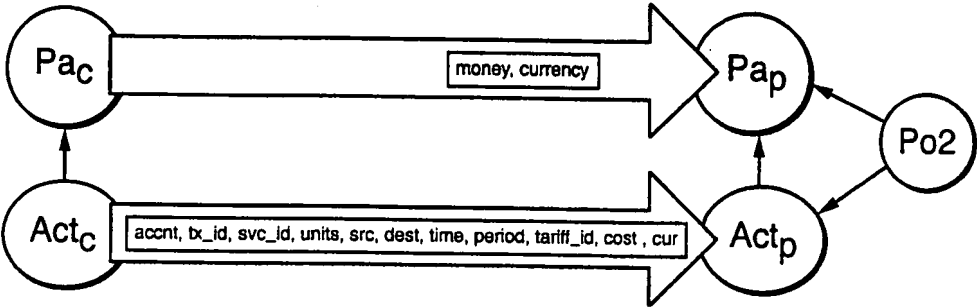 Pac
money, currency
Pap
Po2
Actc
accnt, tx_id, svc_id, units, src, dest, time, period, tariff_id, cost , cur
Actp